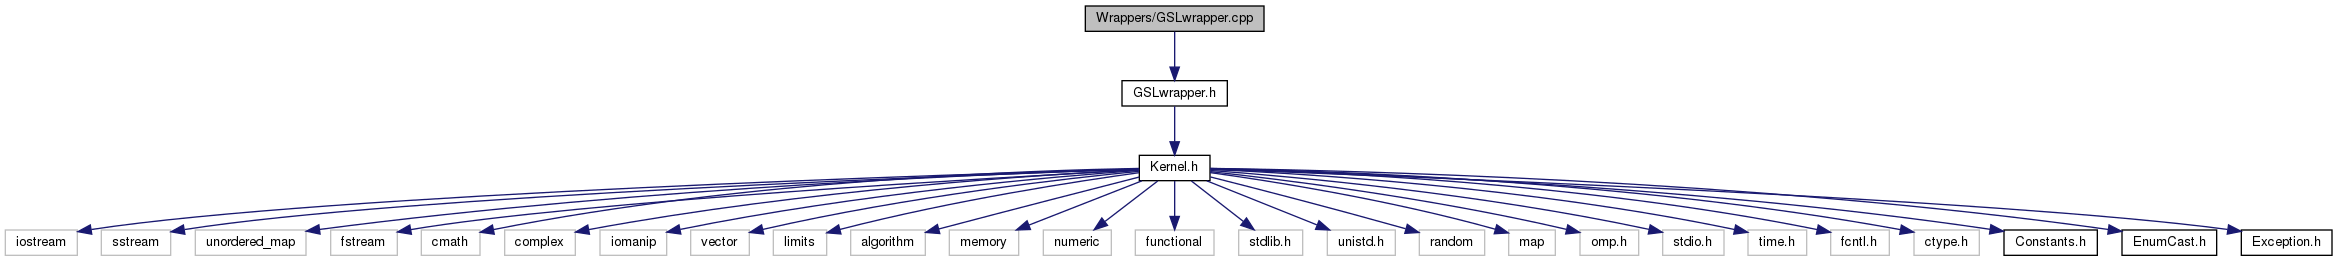 Wrappers/GSLwrapper.cpp
GSLwrapper.h
Kernel.h
iostream
sstream
unordered_map
fstream
cmath
complex
iomanip
vector
limits
algorithm
memory
numeric
functional
stdlib.h
unistd.h
random
map
omp.h
stdio.h
time.h
fcntl.h
ctype.h
Constants.h
EnumCast.h
Exception.h